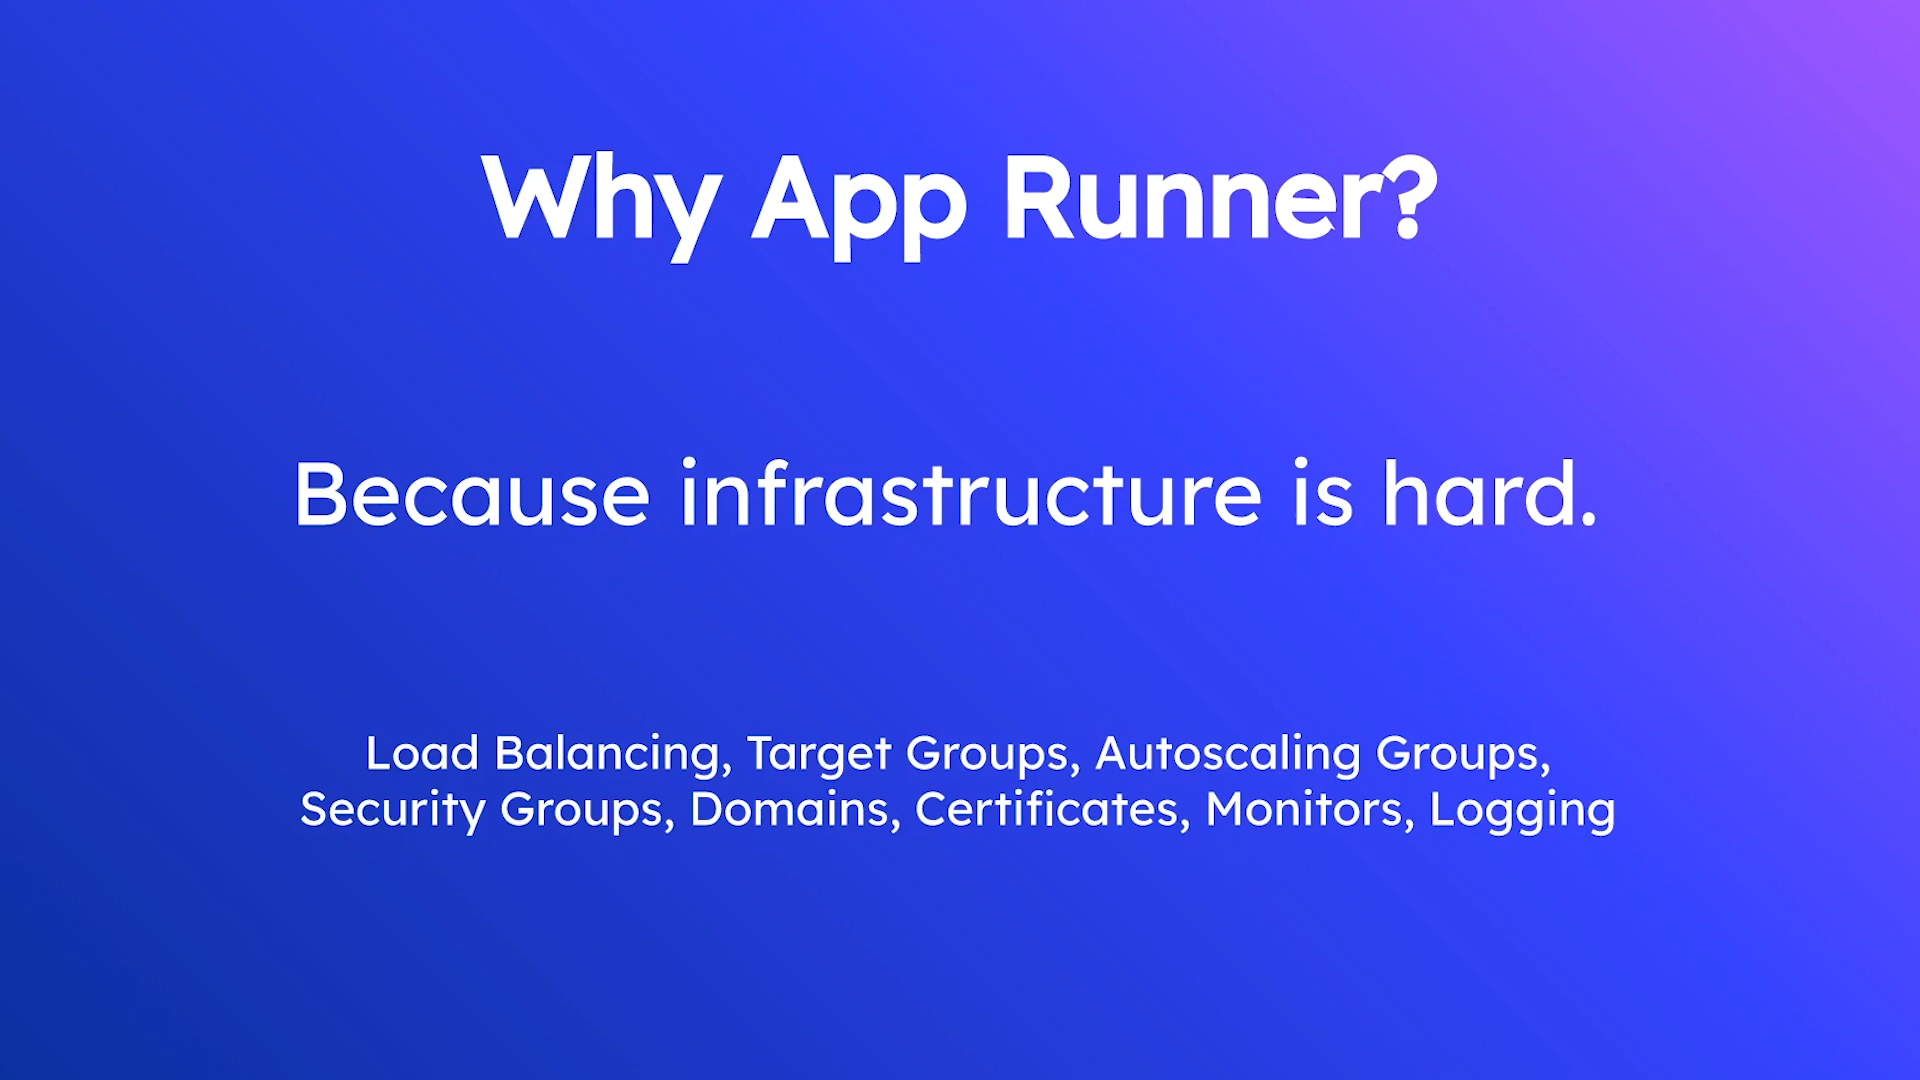 Why App Runner?
Because infrastructure is hard.
Load Balancing, Target Groups, Autoscaling Groups,
Security Groups, Domains, Certificates, Monitors, Logging